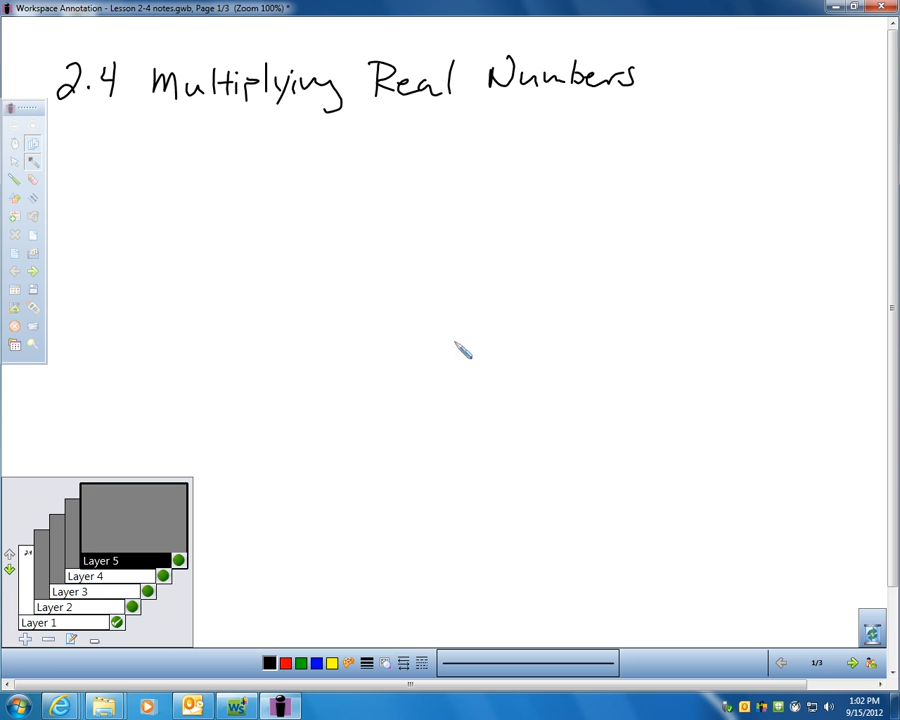 Workspace Annotation - Lesson 2-4 notes.gwb, Page 1/3 (Zoom 100%) *
2.4 Multiplying Real Numbers
Layer 5
Layer 4
Layer 3
Layer 2
Layer 1
1/3
1:02 PM
9/15/2012